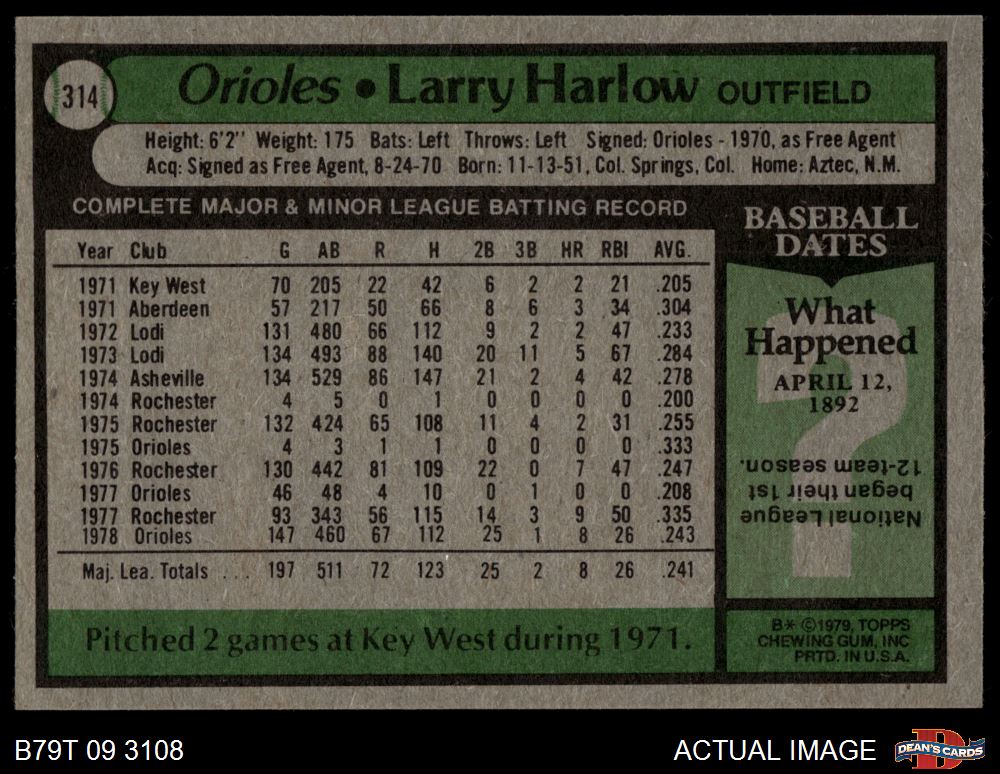 314
Orioles • Larry Harlow OUTFIELD
Height: 6'2" Weight: 175 Bats: Left Throws: Left Signed: Orioles - 1970, as Free Agent
Acq: Signed as Free Agent, 8-24-70 Born: 11-13-51, Col. Springs, Col. Home: Aztec, N.M.
COMPLETE MAJOR & MINOR LEAGUE BATTING RECORD
Year Club G AB R H 2B 3B HR RBI AVG.
1971 Key West 70 205 22 42 6 2 2 21 .205
1971 Aberdeen 57 217 50 66 8 6 3 34 .304
1972 Lodi 131 480 66 112 9 2 2 47 .233
1973 Lodi 134 493 88 140 20 11 5 67 .284
1974 Asheville 134 529 86 147 21 2 4 42 .278
1974 Rochester 4 5 0 1 0 0 0 0 .200
1975 Rochester 132 424 65 108 11 4 2 31 .255
1975 Orioles 4 3 1 1 0 0 0 0 .333
1976 Rochester 130 442 81 109 22 0 7 47 .247
1977 Orioles 46 48 4 10 0 1 0 0 .208
1977 Rochester 93 343 56 115 14 3 9 50 .335
1978 Orioles 147 460 67 112 25 1 8 26 .243
Maj. Lea. Totals ... 197 511 72 123 25 2 8 26 .241
Pitched 2 games at Key West during 1971.
BASEBALL
DATES
What
Happened
APRIL 12,
1892
?
National League
began their 1st
12-team season.
B* ©1979, TOPPS
CHEWING GUM, INC
PRTD. IN U.S.A.
B79T 09 3108
ACTUAL IMAGE
D
DEAN'S CARDS